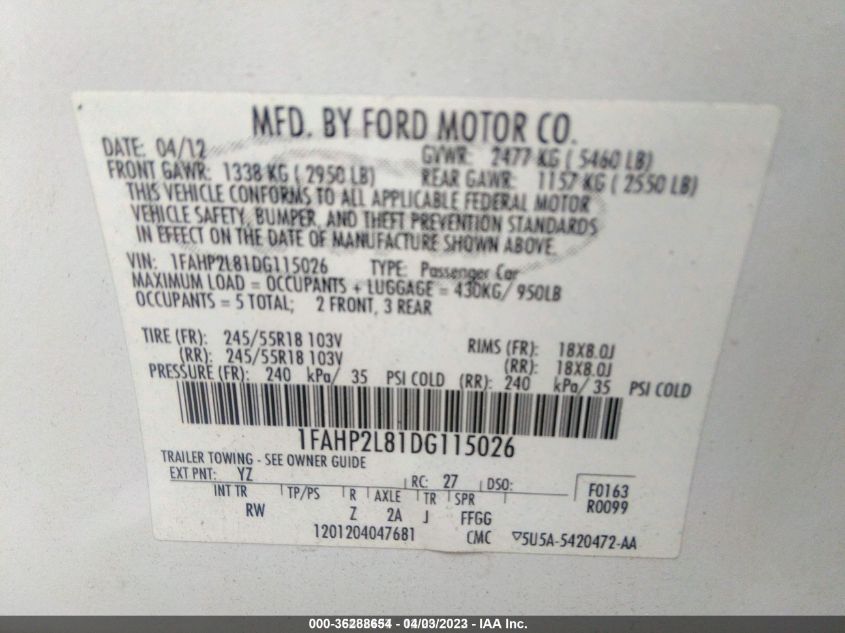 MFD. BY FORD MOTOR CO.
DATE: 04/12 GVWR: 2477 KG ( 5460 LB)
FRONT GAWR: 1338 KG ( 2950 LB) REAR GAWR: 1157 KG ( 2550 LB)
THIS VEHICLE CONFORMS TO ALL APPLICABLE FEDERAL MOTOR
VEHICLE SAFETY, BUMPER, AND THEFT PREVENTION STANDARDS
IN EFFECT ON THE DATE OF MANUFACTURE SHOWN ABOVE.
VIN: 1FAHP2L81DG115026 TYPE: Passenger Car
MAXIMUM LOAD = OCCUPANTS + LUGGAGE = 430KG/ 950LB
OCCUPANTS = 5 TOTAL; 2 FRONT, 3 REAR
TIRE (FR): 245/55R18 103V RIMS (FR): 18X8.0J
(RR): 245/55R18 103V (RR): 18X8.0J
PRESSURE (FR): 240 kPa/ 35 PSI COLD (RR): 240 kPa/ 35 PSI COLD
1FAHP2L81DG115026
TRAILER TOWING - SEE OWNER GUIDE
EXT PNT: YZ RC: 27 DSO: F0163
INT TR TP/PS R AXLE TR SPR R0099
RW Z 2A J FFGG
1201204047681 CMC ▽5U5A-5420472-AA
000-36288654 - 04/03/2023 - IAA Inc.